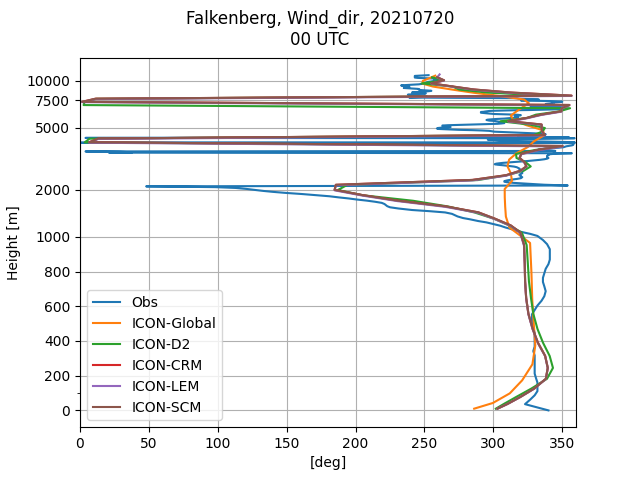 Falkenberg, Wind_dir, 20210720
00 UTC
10000
7500
5000
2000
1000
800
600
400
200
0
Height [m]
Obs
ICON-Global
ICON-D2
ICON-CRM
ICON-LEM
ICON-SCM
0 50 100 150 200 250 300 350
[deg]